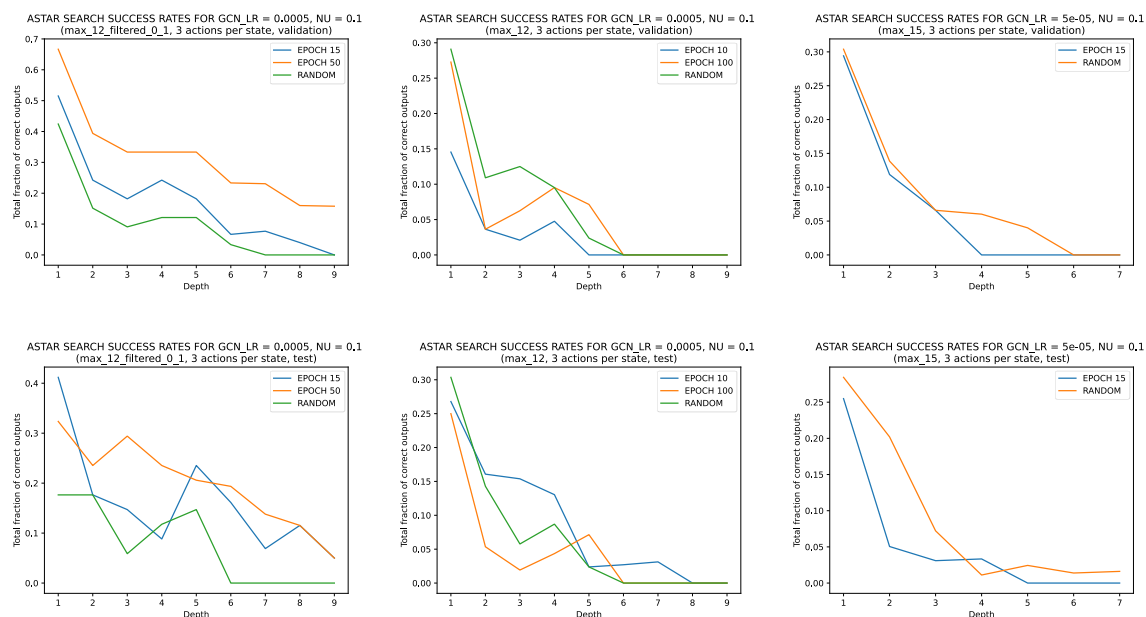 ASTAR SEARCH SUCCESS RATES FOR GCN_LR = 0.0005, NU = 0.1
(max_12_filtered_0_1, 3 actions per state, validation)
0.7
0.6
0.5
0.4
0.3
0.2
0.1
0.0
Total fraction of correct outputs
EPOCH 15
EPOCH 50
RANDOM
1 2 3 4 5 6 7 8 9
Depth
ASTAR SEARCH SUCCESS RATES FOR GCN_LR = 0.0005, NU = 0.1
(max_12, 3 actions per state, validation)
0.30
0.25
0.20
0.15
0.10
0.05
0.00
Total fraction of correct outputs
EPOCH 10
EPOCH 100
RANDOM
1 2 3 4 5 6 7 8 9
Depth
ASTAR SEARCH SUCCESS RATES FOR GCN_LR = 5e-05, NU = 0.1
(max_15, 3 actions per state, validation)
0.30
0.25
0.20
0.15
0.10
0.05
0.00
Total fraction of correct outputs
EPOCH 15
RANDOM
1 2 3 4 5 6 7
Depth
ASTAR SEARCH SUCCESS RATES FOR GCN_LR = 0.0005, NU = 0.1
(max_12_filtered_0_1, 3 actions per state, test)
0.4
0.3
0.2
0.1
0.0
Total fraction of correct outputs
EPOCH 15
EPOCH 50
RANDOM
1 2 3 4 5 6 7 8 9
Depth
ASTAR SEARCH SUCCESS RATES FOR GCN_LR = 0.0005, NU = 0.1
(max_12, 3 actions per state, test)
0.30
0.25
0.20
0.15
0.10
0.05
0.00
Total fraction of correct outputs
EPOCH 10
EPOCH 100
RANDOM
1 2 3 4 5 6 7 8 9
Depth
ASTAR SEARCH SUCCESS RATES FOR GCN_LR = 5e-05, NU = 0.1
(max_15, 3 actions per state, test)
0.25
0.20
0.15
0.10
0.05
0.00
Total fraction of correct outputs
EPOCH 15
RANDOM
1 2 3 4 5 6 7
Depth